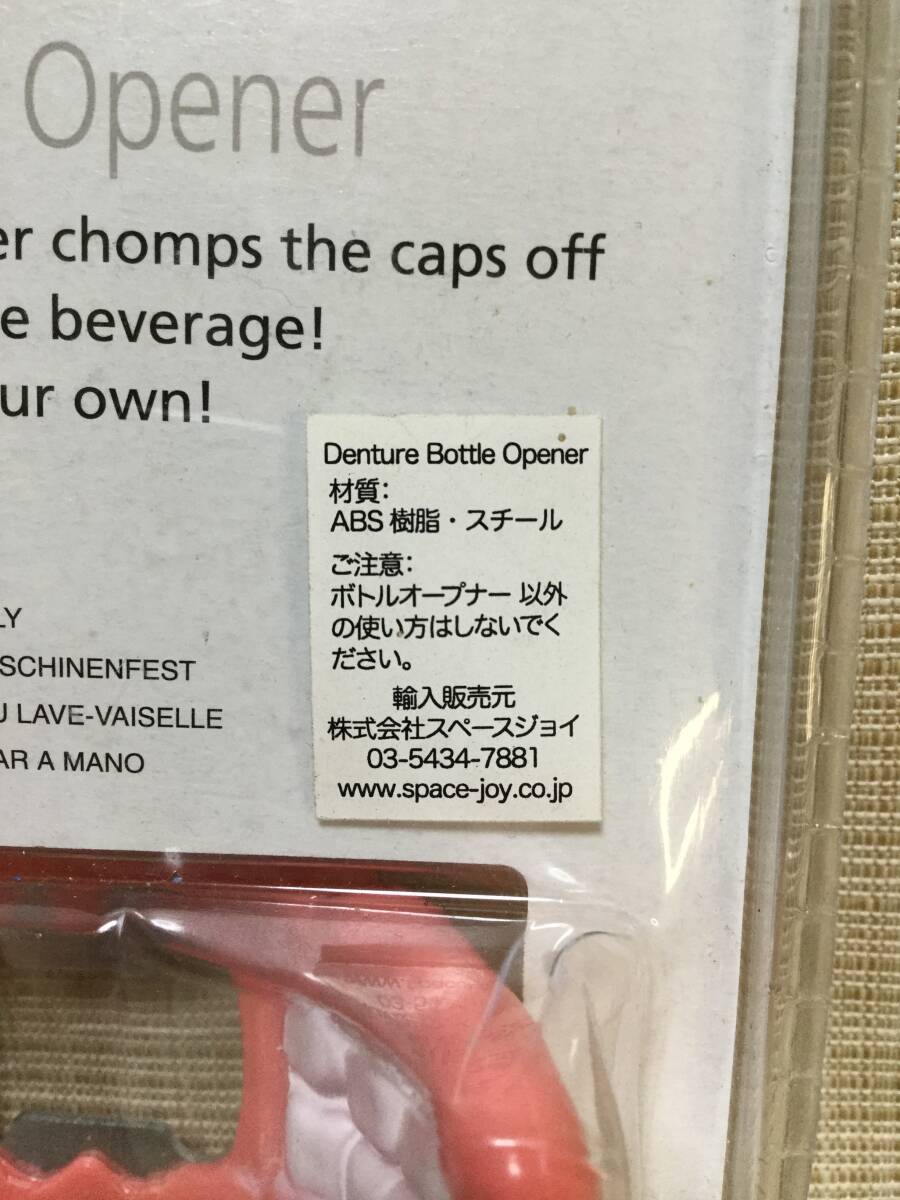 Opener
er chomps the caps off
e beverage!
ur own!
Denture Bottle Opener
材質:
ABS 樹脂・スチール
ご注意:
ボトルオープナー 以外
の使い方はしないでく
ださい。
輸入販売元
株式会社スペースジョイ
03-5434-7881
www.space-joy.co.jp
LY
SCHINENFEST
U LAVE-VAISELLE
AR A MANO